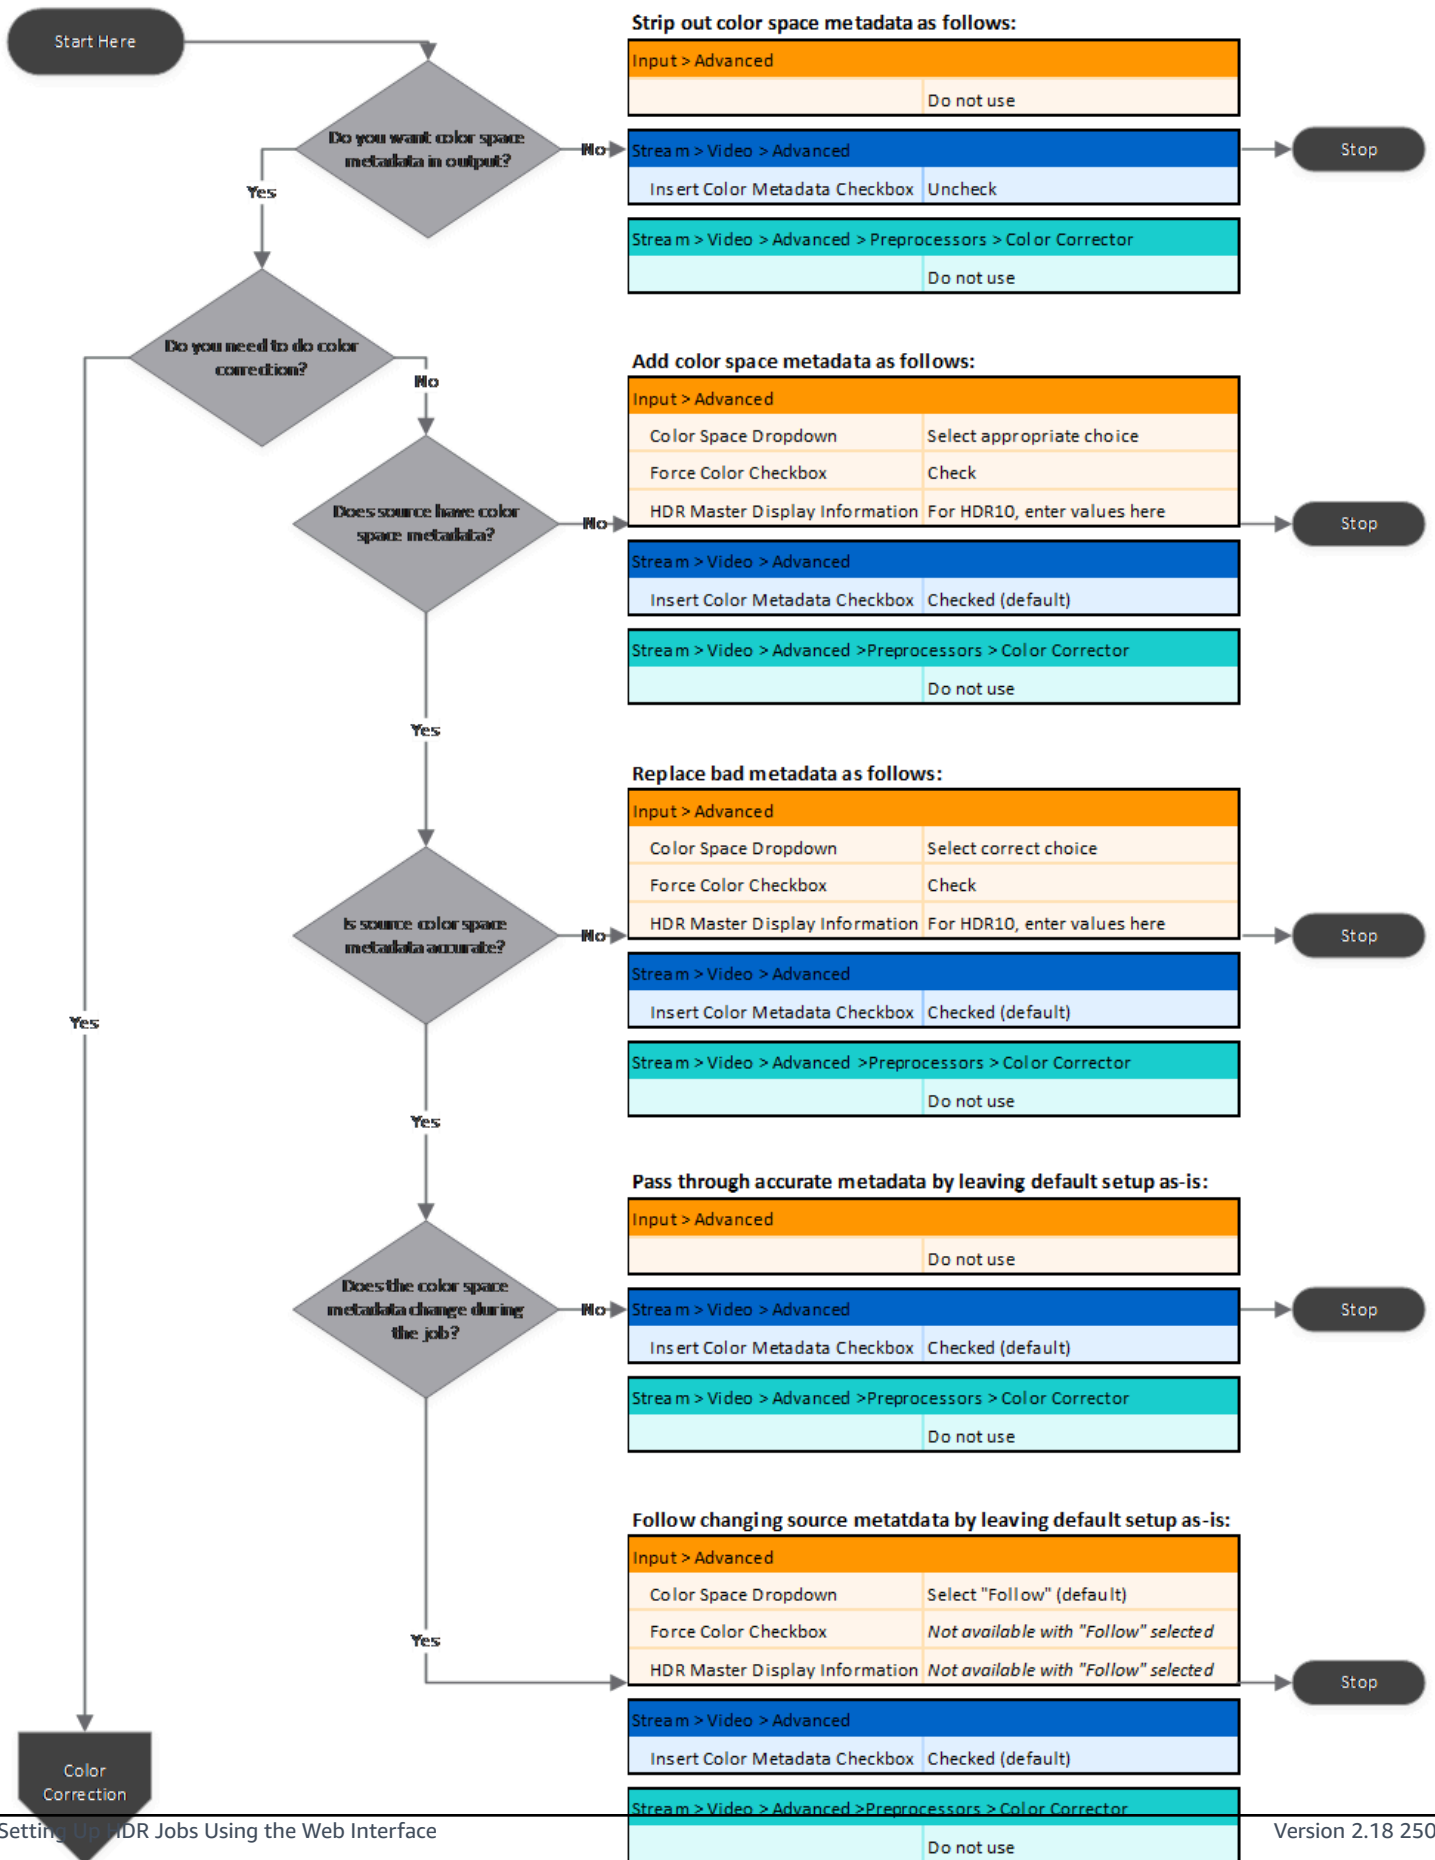 Start Here
Do you want color space
metadata in output?
No
Yes
Strip out color space metadata as follows:
Input > Advanced
Do not use
Stream > Video > Advanced
Insert Color Metadata Checkbox Uncheck
Stream > Video > Advanced > Preprocessors > Color Corrector
Do not use
Stop
Do you need to do color
correction?
No
Yes
Does source have color
space metadata?
No
Yes
Add color space metadata as follows:
Input > Advanced
Color Space Dropdown Select appropriate choice
Force Color Checkbox Check
HDR Master Display Information For HDR10, enter values here
Stream > Video > Advanced
Insert Color Metadata Checkbox Checked (default)
Stream > Video > Advanced >Preprocessors > Color Corrector
Do not use
Stop
Is source color space
metadata accurate?
No
Yes
Replace bad metadata as follows:
Input > Advanced
Color Space Dropdown Select correct choice
Force Color Checkbox Check
HDR Master Display Information For HDR10, enter values here
Stream > Video > Advanced
Insert Color Metadata Checkbox Checked (default)
Stream > Video > Advanced >Preprocessors > Color Corrector
Do not use
Stop
Does the color space
metadata change during
the job?
No
Yes
Pass through accurate metadata by leaving default setup as-is:
Input > Advanced
Do not use
Stream > Video > Advanced
Insert Color Metadata Checkbox Checked (default)
Stream > Video > Advanced >Preprocessors > Color Corrector
Do not use
Stop
Follow changing source metatdata by leaving default setup as-is:
Input > Advanced
Color Space Dropdown Select "Follow" (default)
Force Color Checkbox Not available with "Follow" selected
HDR Master Display Information Not available with "Follow" selected
Stream > Video > Advanced
Insert Color Metadata Checkbox Checked (default)
Stream > Video > Advanced >Preprocessors > Color Corrector
Do not use
Stop
Color
Correction
Setting Up HDR Jobs Using the Web Interface
Version 2.18 250